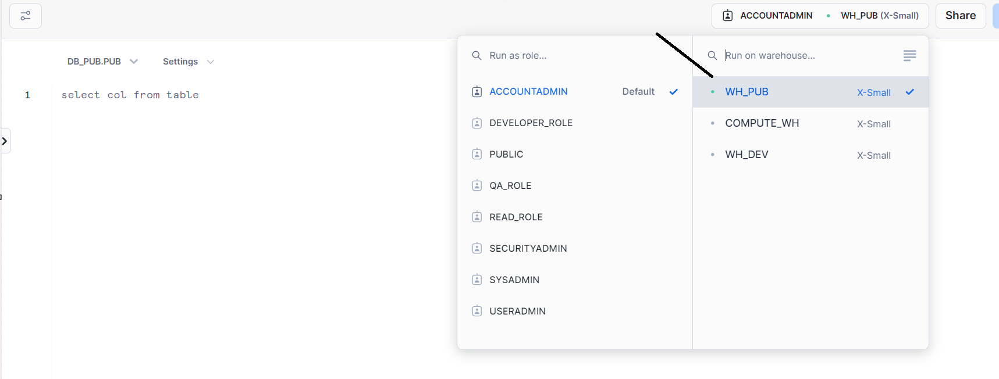 ACCOUNTADMIN • WH_PUB (X-Small)
Share
DB_PUB.PUB
Settings
1 select col from table
Run as role...
ACCOUNTADMIN Default
DEVELOPER_ROLE
PUBLIC
QA_ROLE
READ_ROLE
SECURITYADMIN
SYSADMIN
USERADMIN
Run on warehouse...
WH_PUB X-Small
COMPUTE_WH X-Small
WH_DEV X-Small